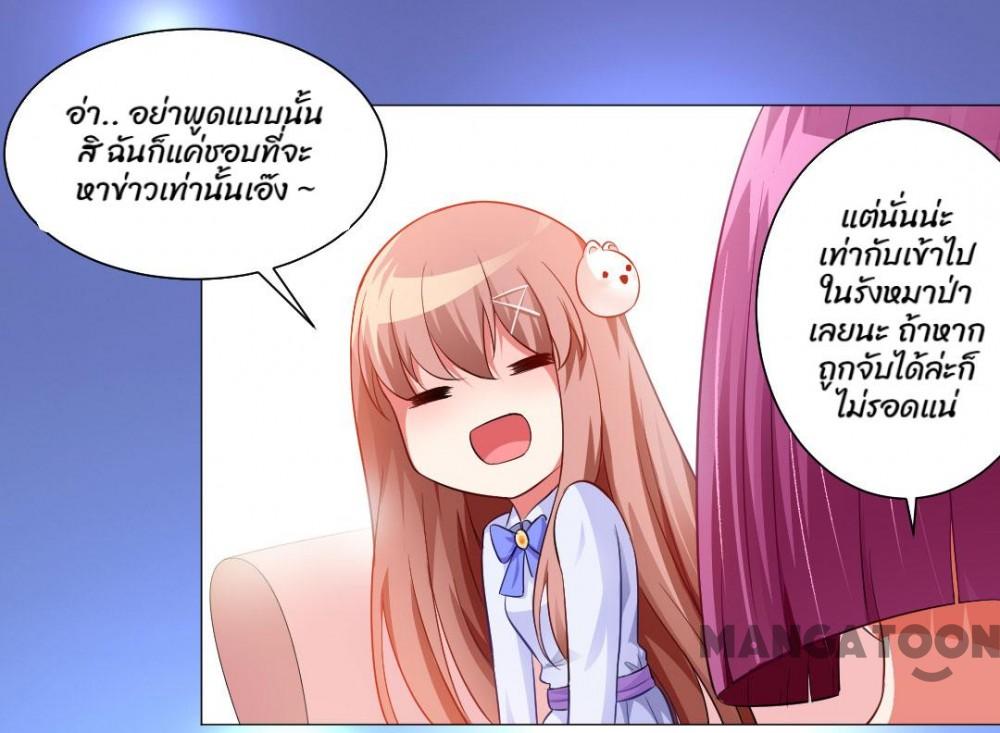 อ่า.. อย่าพูดแบบนั้น
สิ ฉันก็แค่ชอบที่จะ
หาข่าวเท่านั้นเอ๊ง ~
แต่นั่นน่ะ
เท่ากับเข้าไป
ในรังหมาป่า
เลยนะ ถ้าหาก
ถูกจับได้ล่ะก็
ไม่รอดแน่
MANGATOON